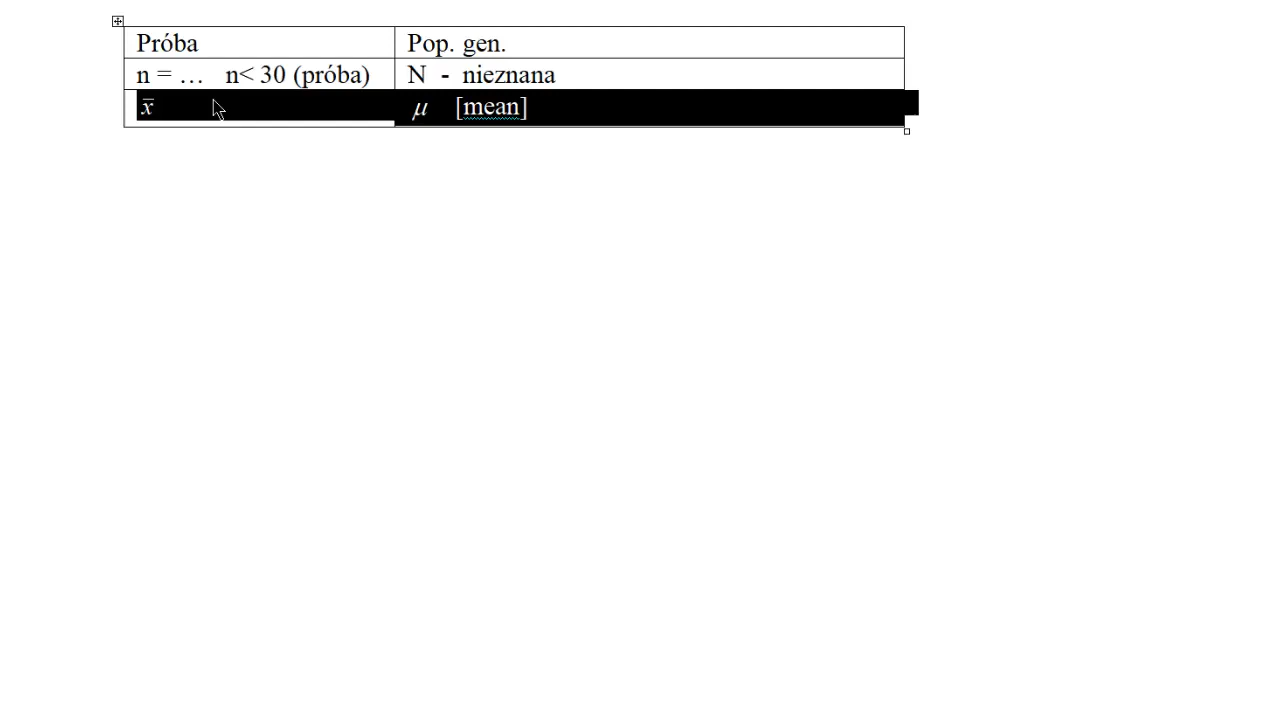 Próba Pop. gen.
n = … n< 30 (próba) N - nieznana
x̅ μ [mean]